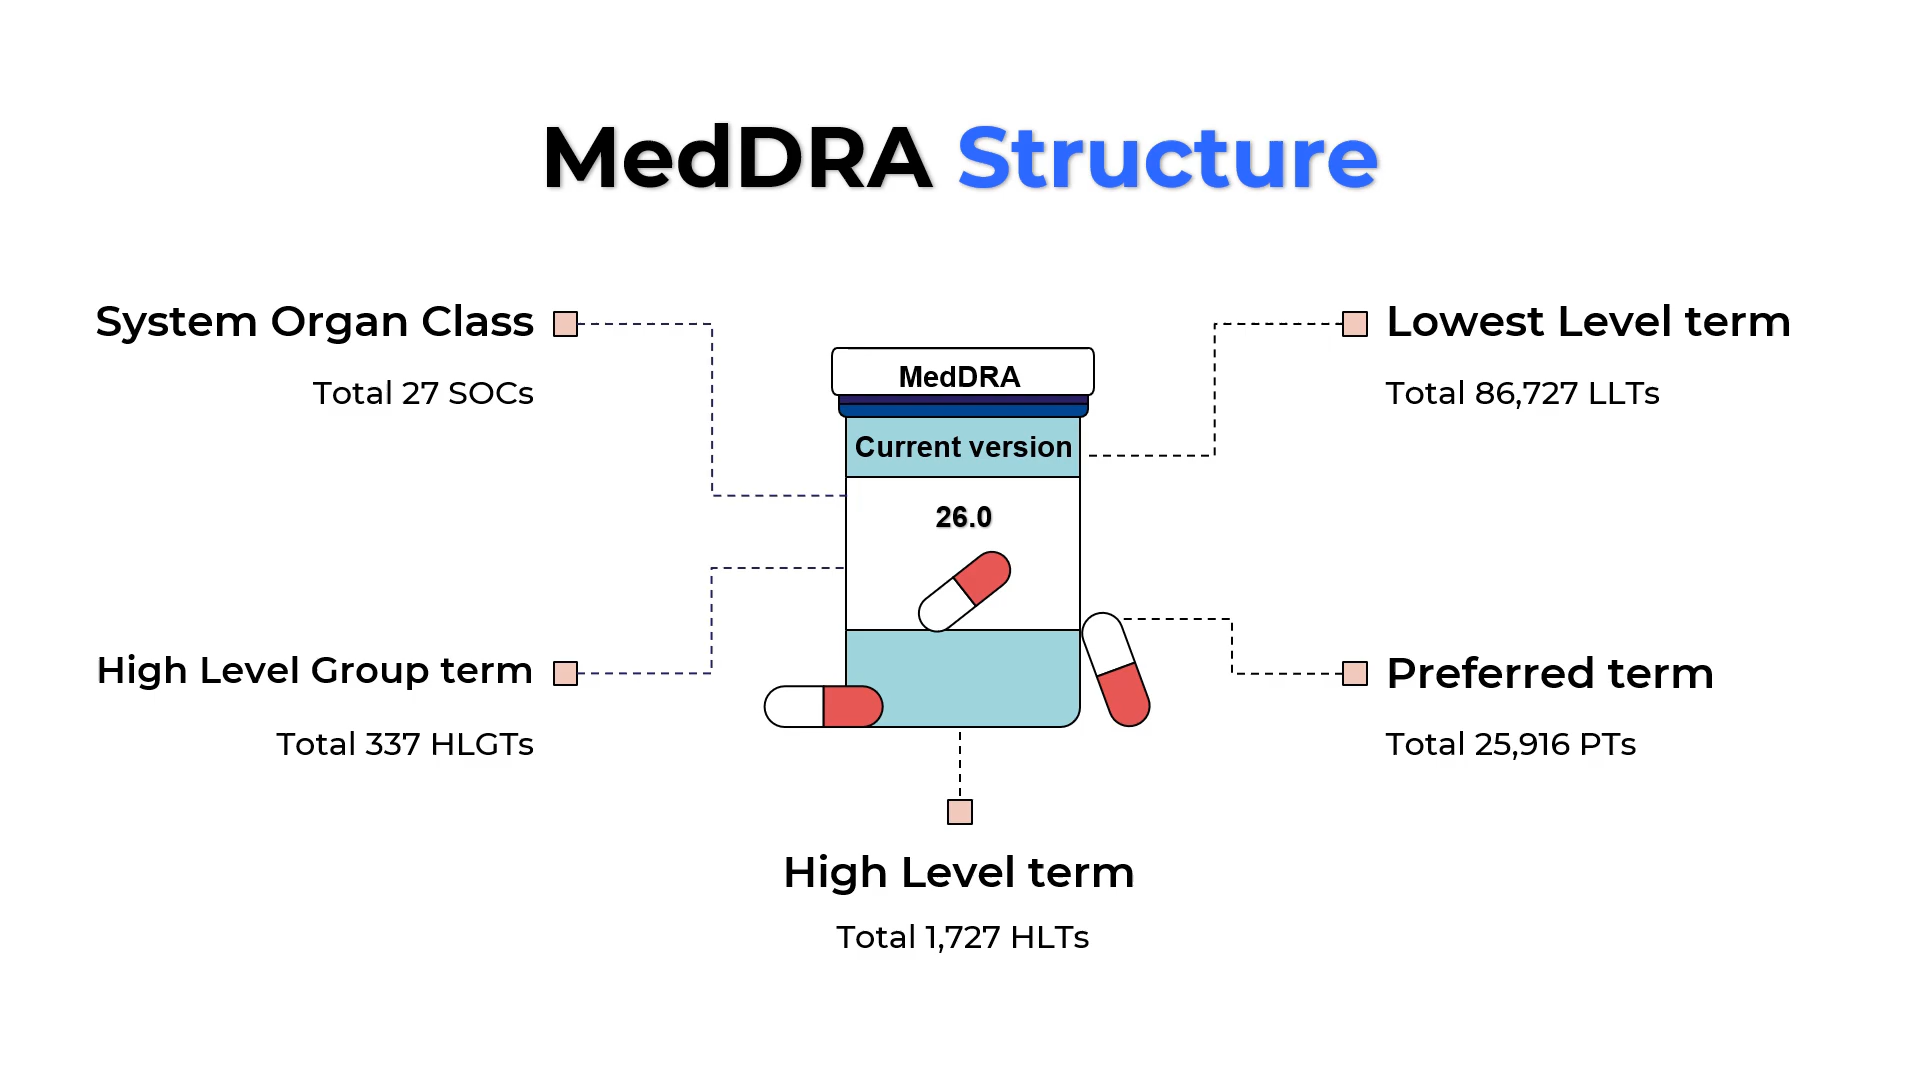 MedDRA Structure
System Organ Class
Total 27 SOCs
Lowest Level term
Total 86,727 LLTs
MedDRA
Current version
26.0
High Level Group term
Total 337 HLGTs
Preferred term
Total 25,916 PTs
High Level term
Total 1,727 HLTs